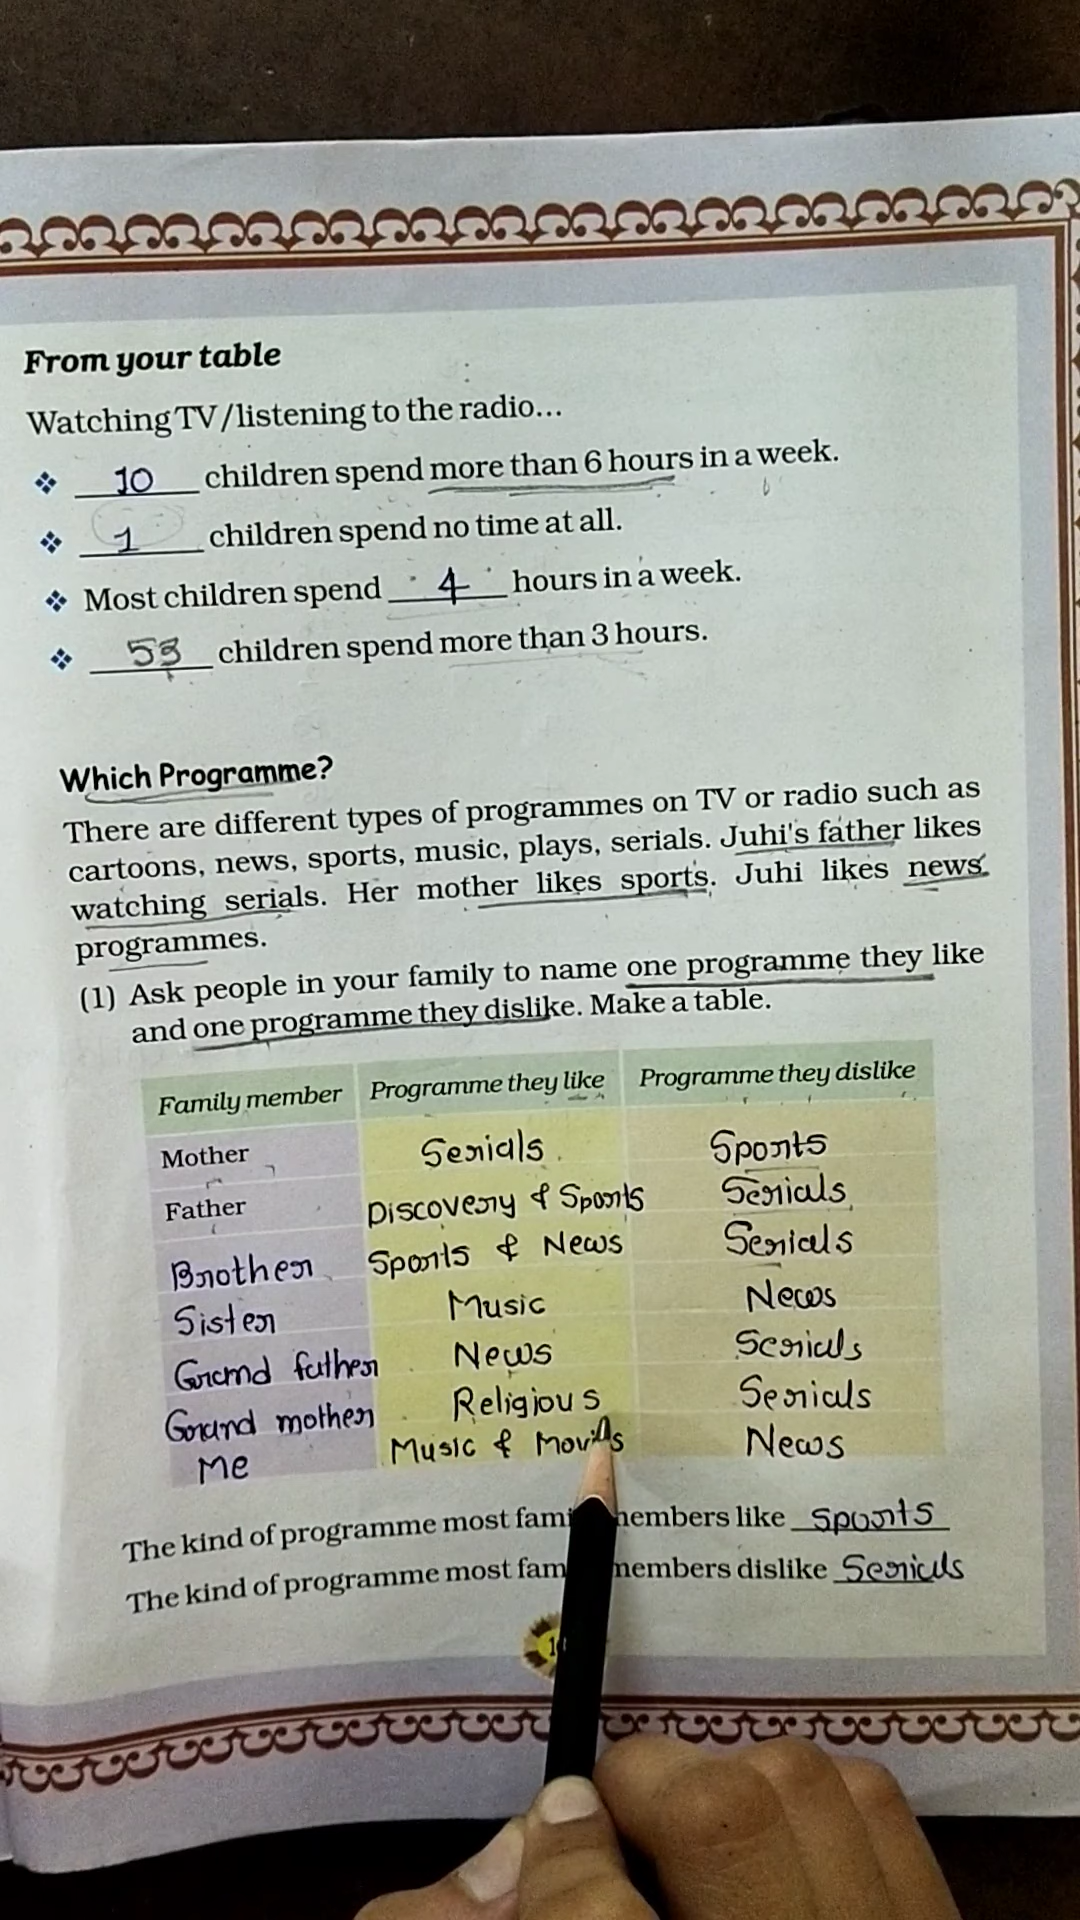 From your table
Watching TV/listening to the radio...
❖ 10 children spend more than 6 hours in a week.
❖ 1 children spend no time at all.
❖ Most children spend 4 hours in a week.
❖ 53 children spend more than 3 hours.
Which Programme?
There are different types of programmes on TV or radio such as
cartoons, news, sports, music, plays, serials. Juhi's father likes
watching serials. Her mother likes sports. Juhi likes news
programmes.
(1) Ask people in your family to name one programme they like
and one programme they dislike. Make a table.
Family member Programme they like Programme they dislike
Mother Serials Sports
Father Discovery & Sports Serials
Brother Sports & News Serials
Sister Music News
Grand father News Serials
Grand mother Religious Serials
Me Music & Movies News
The kind of programme most members like Sports
The kind of programme most members dislike Serials